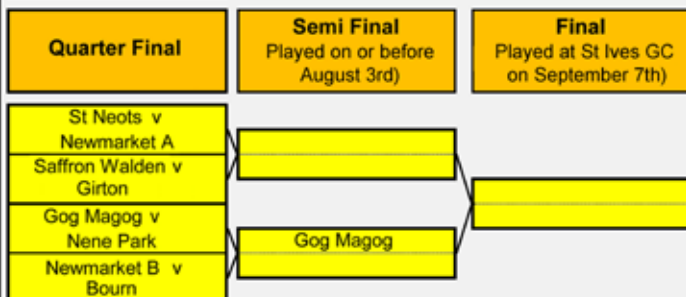 Quarter Final
Semi Final
Played on or before
August 3rd)
Final
Played at St Ives GC
on September 7th)
St Neots v
Newmarket A
Saffron Walden v
Girton
Gog Magog v
Nene Park
Newmarket B v
Bourn
Gog Magog